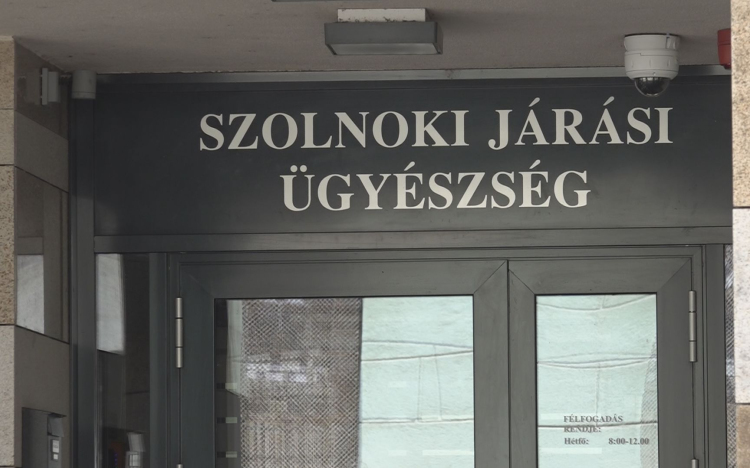 SZOLNOKI JÁRÁSI
ÜGYÉSZSÉG
FÉLFOGADÁS
RENDJE:
Hétfő: 8:00-12.00